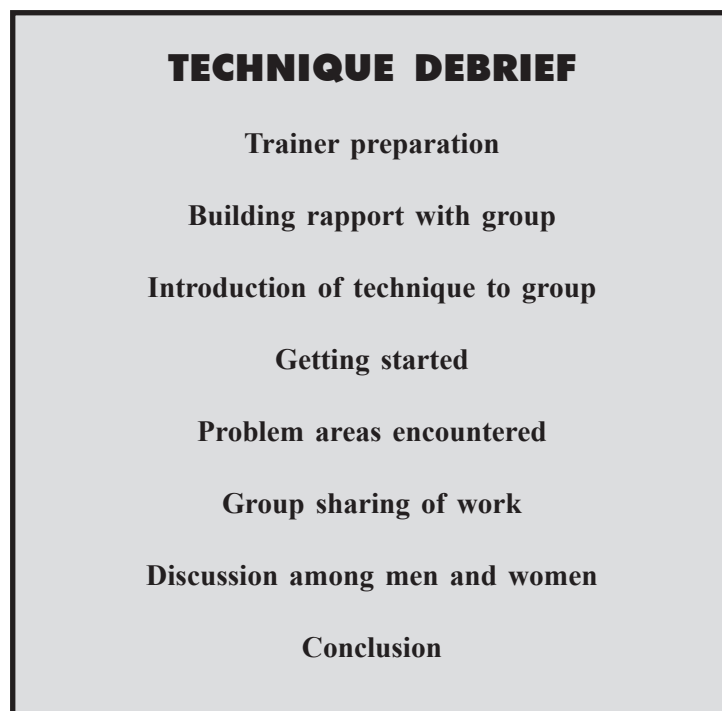 TECHNIQUE DEBRIEF
Trainer preparation
Building rapport with group
Introduction of technique to group
Getting started
Problem areas encountered
Group sharing of work
Discussion among men and women
Conclusion